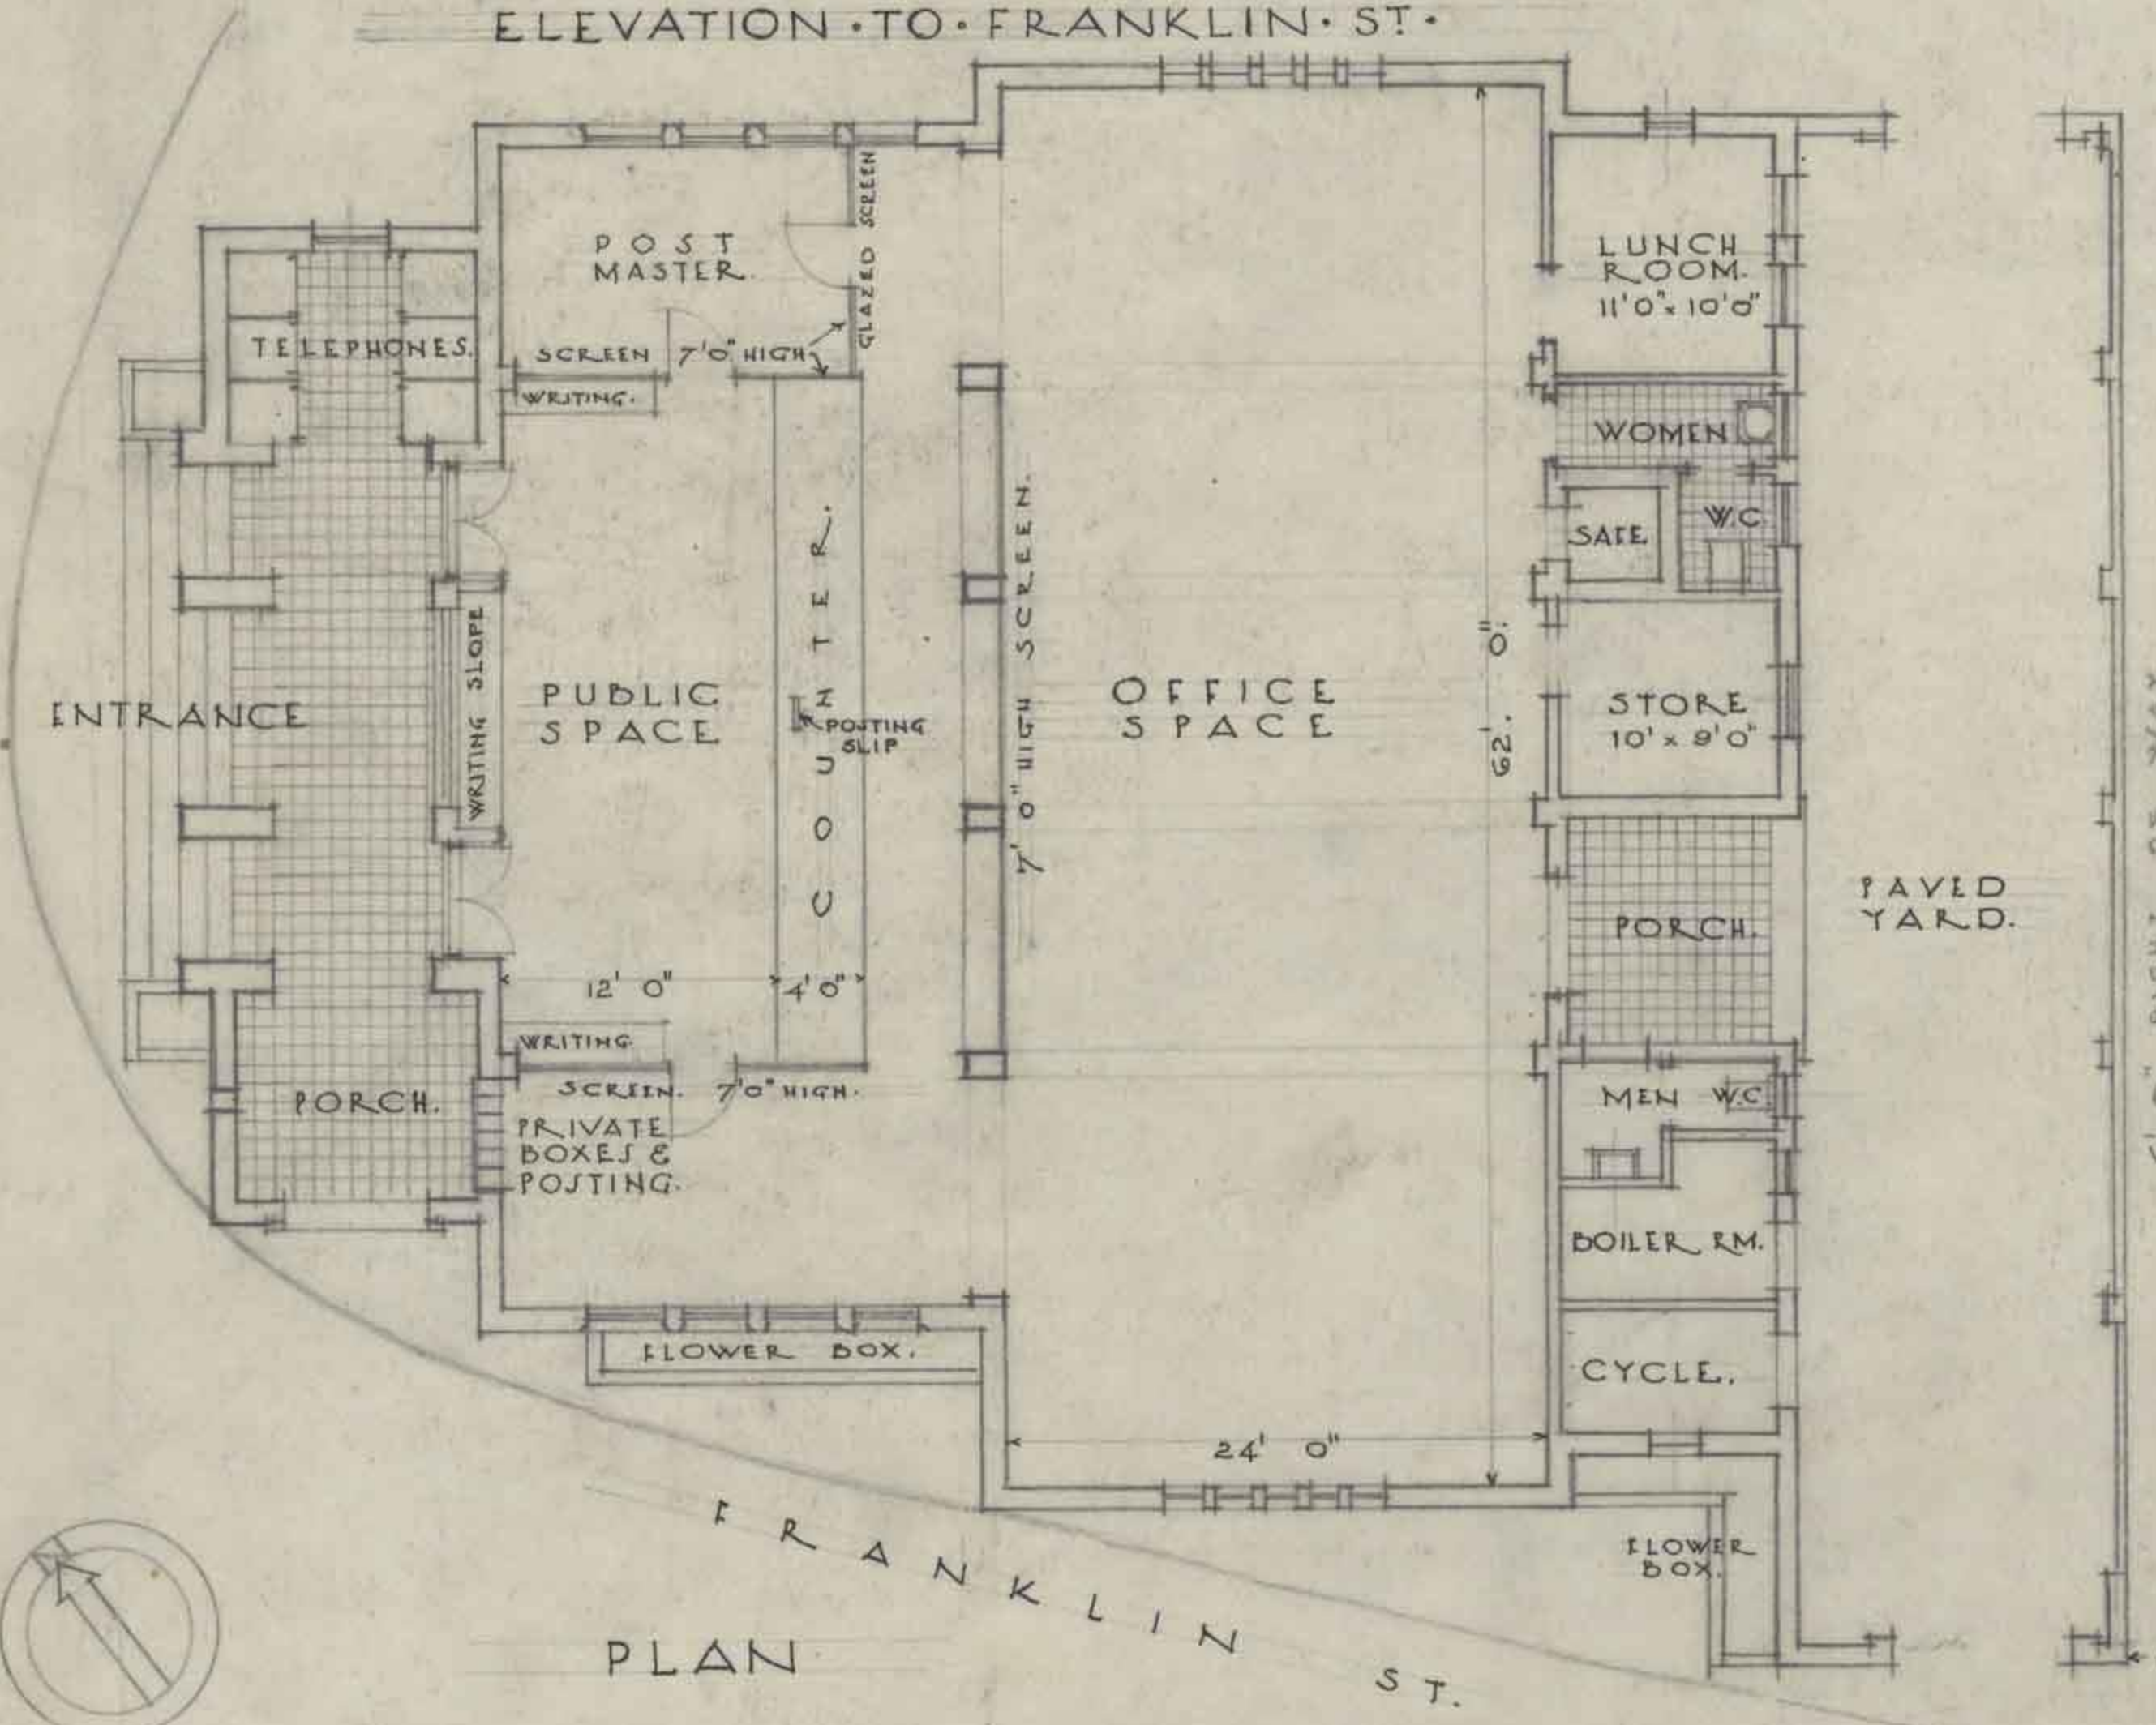 ELEVATION · TO · FRANKLIN · ST.
POST
MASTER.
GLAZED SCREEN
LUNCH
ROOM.
11'0" x 10'0"
TELEPHONES.
SCREEN 7'0" HIGH
WRITING.
WOMEN
SAFE
W.C
ENTRANCE
WRITING SLOPE
PUBLIC
SPACE
COUNTER.
POSTING
SLIP
7' 0" HIGH SCREEN.
OFFICE
SPACE
62'. 0".
STORE
10' x 9'0"
PORCH.
PAVED
YARD.
12' 0"
4' 0"
WRITING
SCREEN. 7'0" HIGH.
PORCH.
PRIVATE
BOXES &
POSTING.
MEN W.C.
BOILER RM.
CYCLE.
FLOWER BOX.
24' 0"
FLOWER
BOX.
FRANKLIN ST.
N
PLAN